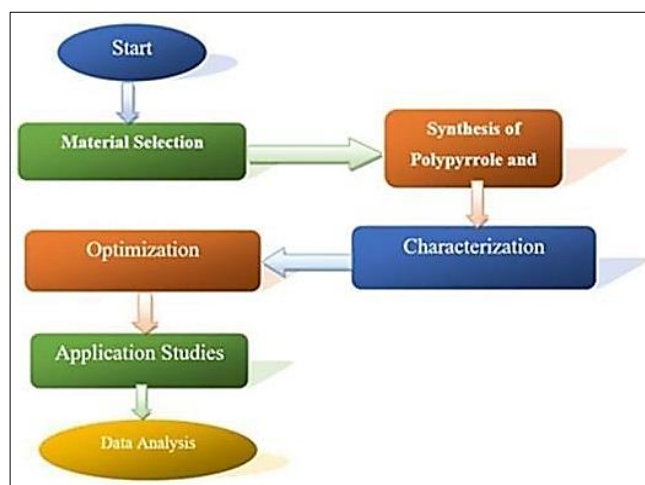 Start
Material Selection
Synthesis of
Polypyrrole and
Characterization
Optimization
Application Studies
Data Analysis